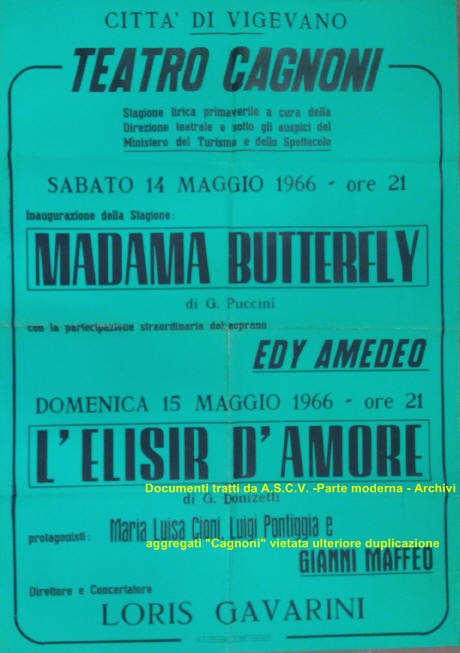 CITTA' DI VIGEVANO
TEATRO CAGNONI
Stagione lirica primaverile a cura della
Direzione teatrale e sotto gli auspici del
Ministero del Turismo e dello Spettacolo
SABATO 14 MAGGIO 1966 - ore 21
Inaugurazione della Stagione:
MADAMA BUTTERFLY
di G. Puccini
con la partecipazione straordinaria del soprano
EDY AMEDEO
DOMENICA 15 MAGGIO 1966 - ore 21
L'ELISIR D'AMORE
Documenti tratti da A.S.C.V. -Parte moderna - Archivi
di G. Donizetti
protagonisti: Maria Luisa Cioni, Luigi Pontiggia e
aggregati "Cagnoni" vietata ulteriore duplicazione
GIANNI MAFFEO
Direttore e Concertatore
LORIS GAVARINI